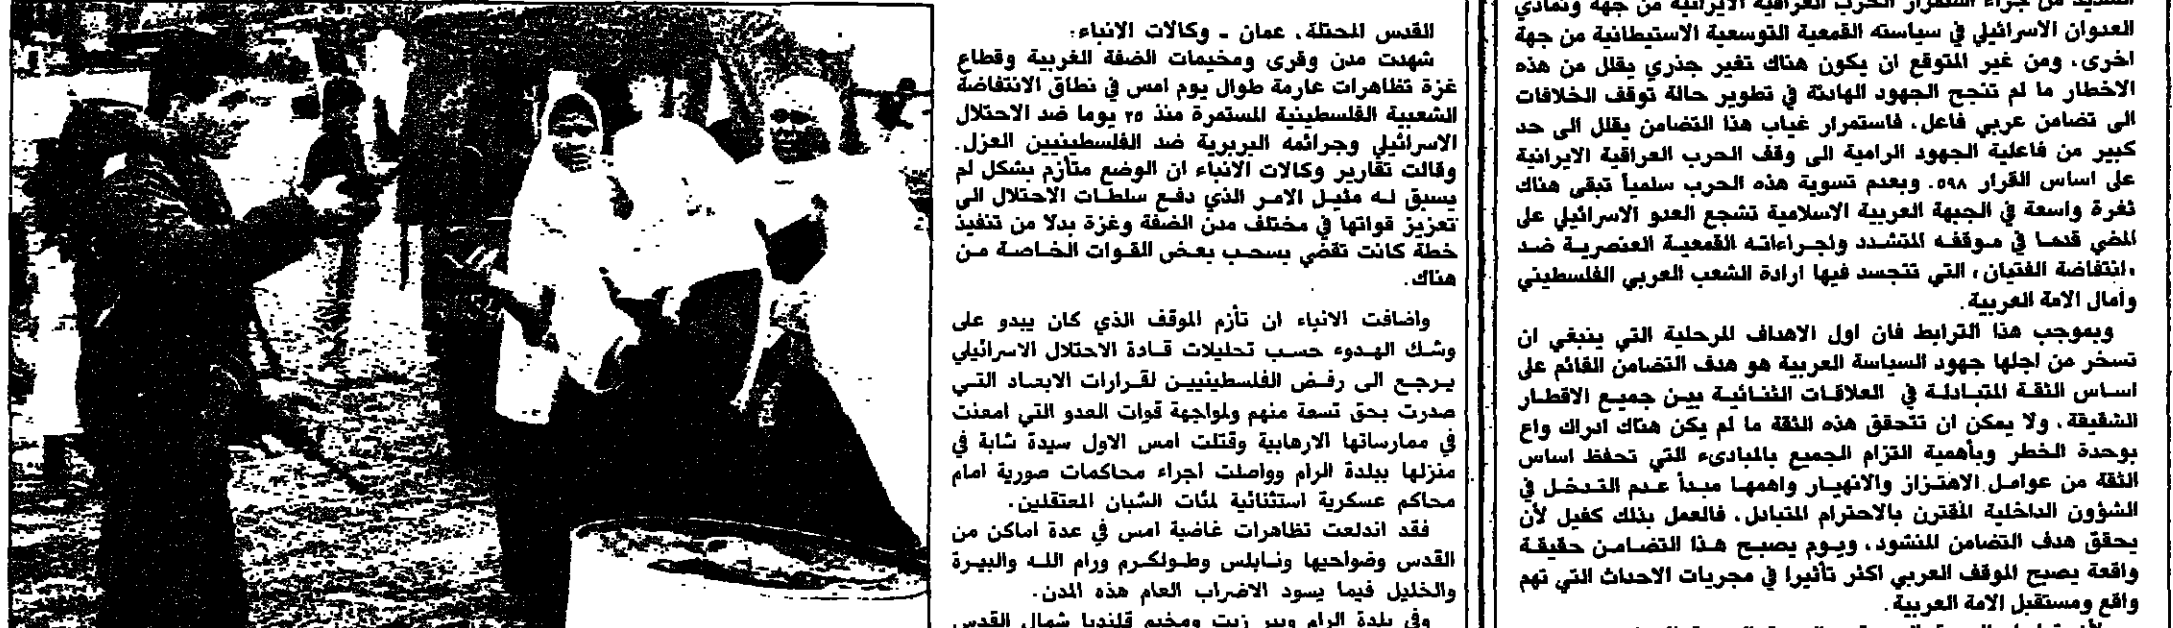 العدوان الاسرائيلي في سياسته القمعية التوسعية الاستيطانية من جهة
اخرى، ومن غير المتوقع ان يكون هناك تغير جذري يقلل من هذه
الاخطار ما لم تنجح الجهود الهادئة في تطوير حالة توقف الخلافات
الى تضامن عربي فاعل، فاستمرار غياب هذا التضامن يقلل الى حد
كبير من فاعلية الجهود الرامية الى وقف الحرب العراقية الايرانية
على اساس القرار ٥٩٨. وبعدم تسوية هذه الحرب سلمياً تبقى هناك
ثغرة واسعة في الجبهة العربية الاسلامية تشجع العدو الاسرائيلي على
المضي قدما في موقفه المتشدد واجراءاته القمعية العنصرية ضد
«انتفاضة الفتيان» التي تتجسد فيها ارادة الشعب العربي الفلسطيني
وامال الامة العربية.
وبموجب هذا الترابط فان اول الاهداف المرحلية التي ينبغي ان
تسخر من اجلها جهود السياسة العربية هو هدف التضامن القائم على
اساس الثقة المتبادلة في العلاقات الثنائية بين جميع الاقطار
الشقيقة، ولا يمكن ان تتحقق هذه الثقة ما لم يكن هناك ادراك واع
بوحدة الخطر وبأهمية التزام الجميع بالمبادىء التي تحفظ اساس
الثقة من عوامل الاهتزاز والانهيار واهمها مبدأ عدم التدخل في
الشؤون الداخلية المقترن بالاحترام المتبادل، فالعمل بذلك كفيل لأن
يحقق هدف التضامن المنشود، ويوم يصبح هذا التضامن حقيقة
واقعة يصبح الموقف العربي اكثر تأثيرا في مجريات الاحداث التي تهم
واقع ومستقبل الامة العربية.
القدس المحتلة، عمان - وكالات الانباء:
شهدت مدن وقرى ومخيمات الضفة الغربية وقطاع
غزة تظاهرات عارمة طوال يوم امس في نطاق الانتفاضة
الشعبية الفلسطينية المستمرة منذ ٢٥ يوما ضد الاحتلال
الاسرائيلي وجرائمه البربرية ضد الفلسطينيين العزل.
وقالت تقارير وكالات الانباء ان الوضع متأزم بشكل لم
يسبق له مثيل الامر الذي دفع سلطات الاحتلال الى
تعزيز قواتها في مختلف مدن الضفة وغزة بدلا من تنفيذ
خطة كانت تقضي بسحب بعض القوات الخاصة من
هناك.
واضافت الانباء ان تأزم الموقف الذي كان يبدو على
وشك الهدوء حسب تحليلات قادة الاحتلال الاسرائيلي
يرجع الى رفض الفلسطينيين لقرارات الابعاد التي
صدرت بحق تسعة منهم ولمواجهة قوات العدو التي امعنت
في ممارساتها الارهابية وقتلت امس الاول سيدة شابة في
منزلها ببلدة الرام وواصلت اجراء محاكمات صورية امام
محاكم عسكرية استثنائية لمئات الشبان المعتقلين.
فقد اندلعت تظاهرات غاضبة امس في عدة اماكن من
القدس وضواحيها ونابلس وطولكرم ورام الله والبيرة
والخليل فيما يسود الاضراب العام هذه المدن.
وفي بلدة الرام وبير زيت ومخيم قلنديا شمال القدس